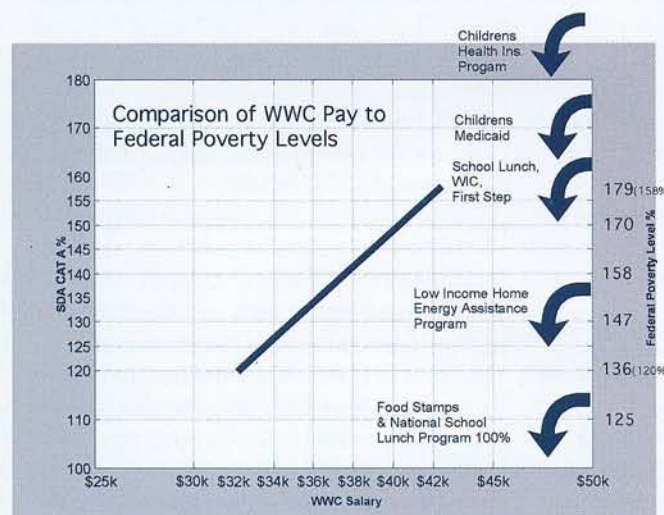 Childrens
Health Ins.
Progam
Comparison of WWC Pay to
Federal Poverty Levels
Childrens
Medicaid
School Lunch,
WIC,
First Step
Low Income Home
Energy Assistance
Program
Food Stamps
& National School
Lunch Program 100%
SDA CAT A %
180
170
160
155
150
145
140
135
130
125
120
110
100
179(158%
170
158
147
136(120%
125
Federal Poverty Level %
$25k $30k $32k $34k $36k $38k $40k $42k $45k $50k
WWC Salary